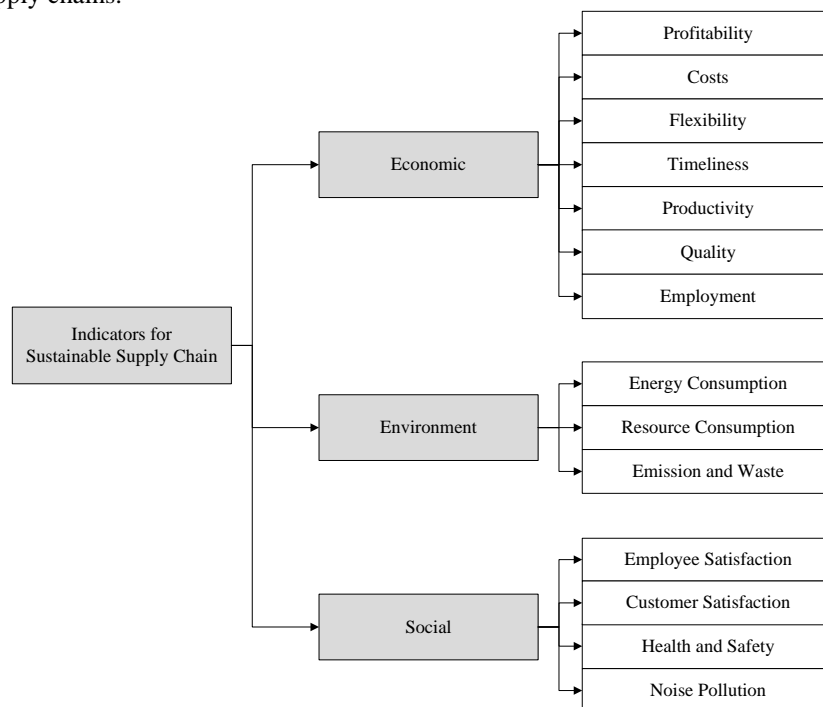 chains.
Profitability
Costs
Flexibility
Economic
Timeliness
Productivity
Quality
Employment
Indicators for
Sustainable Supply Chain
Energy Consumption
Environment
Resource Consumption
Emission and Waste
Employee Satisfaction
Customer Satisfaction
Social
Health and Safety
Noise Pollution